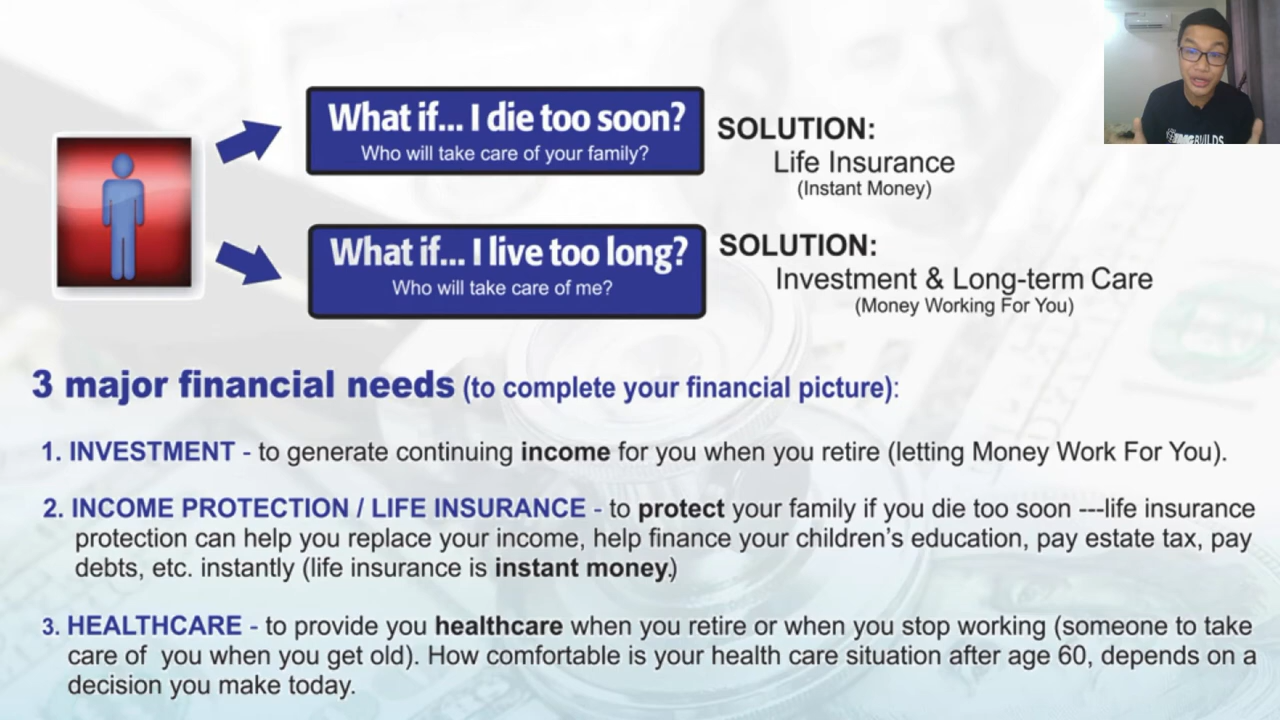 What if... I die too soon?
Who will take care of your family?
SOLUTION:
Life Insurance
(Instant Money)
What if... I live too long?
Who will take care of me?
SOLUTION:
Investment & Long-term Care
(Money Working For You)
3 major financial needs (to complete your financial picture):
1. INVESTMENT - to generate continuing income for you when you retire (letting Money Work For You).
2. INCOME PROTECTION / LIFE INSURANCE - to protect your family if you die too soon ---life insurance
protection can help you replace your income, help finance your children's education, pay estate tax, pay
debts, etc. instantly (life insurance is instant money.)
3. HEALTHCARE - to provide you healthcare when you retire or when you stop working (someone to take
care of you when you get old). How comfortable is your health care situation after age 60, depends on a
decision you make today.